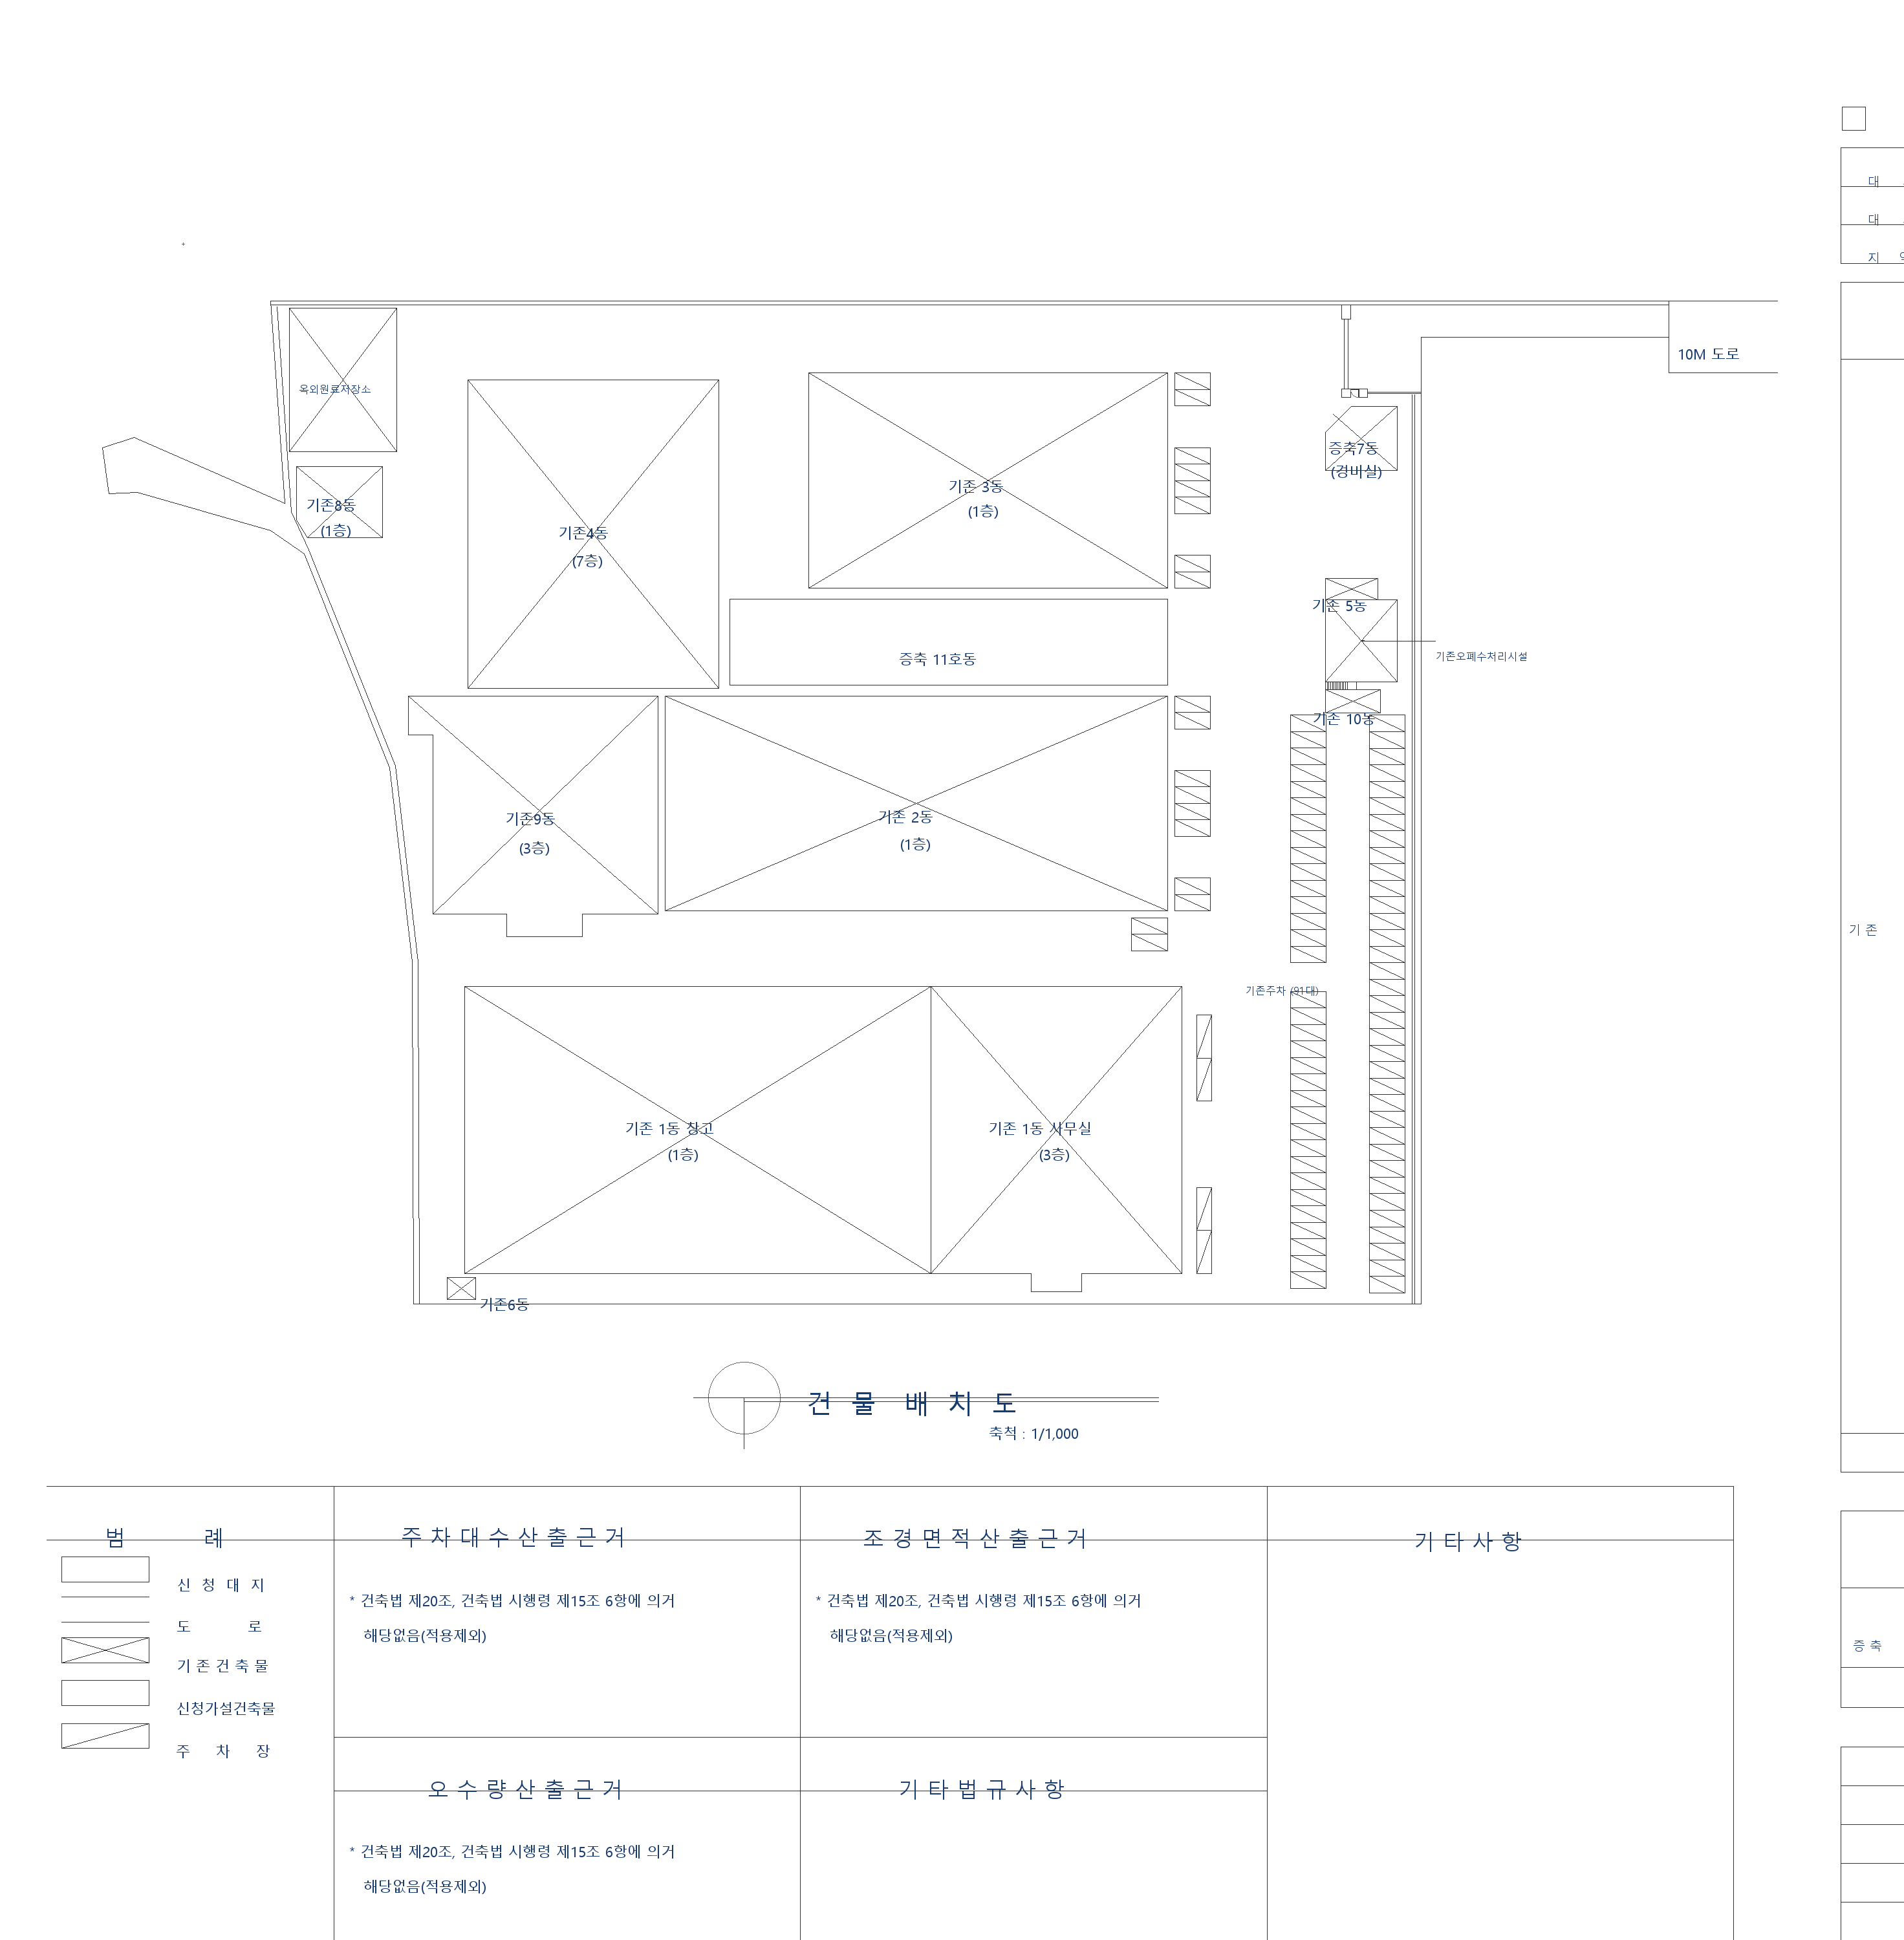 대
대
지
10M 도로
옥외원료저장소
증축7동
(경비실)
기존 3동
(1층)
기존8동
(1층)
기존4동
(7층)
기존 5동
증축 11호동
기존오폐수처리시설
기존 10동
기존9동
(3층)
기존 2동
(1층)
기 존
기존주차 (91대)
기존 1동 창고
(1층)
기존 1동 사무실
(3층)
기존6동
건 물 배 치 도
축척 : 1/1,000
범 례
신 청 대 지
도 로
기 존 건 축 물
신청가설건축물
주 차 장
주 차 대 수 산 출 근 거
* 건축법 제20조, 건축법 시행령 제15조 6항에 의거
해당없음(적용제외)
조 경 면 적 산 출 근 거
* 건축법 제20조, 건축법 시행령 제15조 6항에 의거
해당없음(적용제외)
기 타 사 항
증 축
오 수 량 산 출 근 거
* 건축법 제20조, 건축법 시행령 제15조 6항에 의거
해당없음(적용제외)
기 타 법 규 사 항